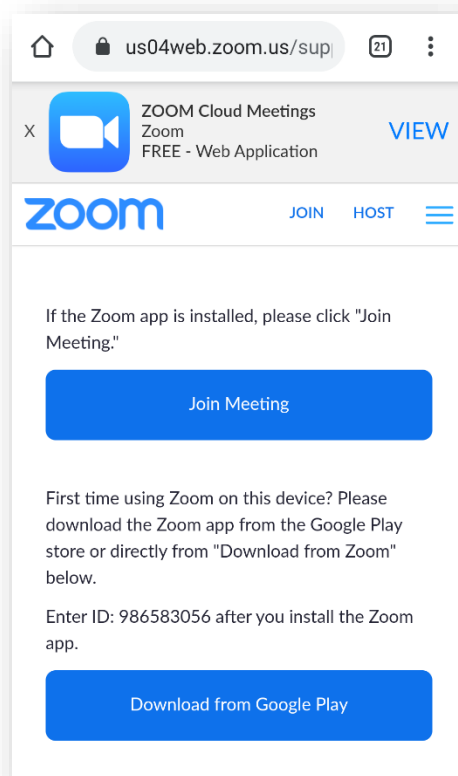 us04web.zoom.us/sup
21
X
ZOOM Cloud Meetings
Zoom
FREE - Web Application
VIEW
zoom
JOIN
HOST
If the Zoom app is installed, please click "Join
Meeting."
Join Meeting
First time using Zoom on this device? Please
download the Zoom app from the Google Play
store or directly from "Download from Zoom"
below.
Enter ID: 986583056 after you install the Zoom
app.
Download from Google Play